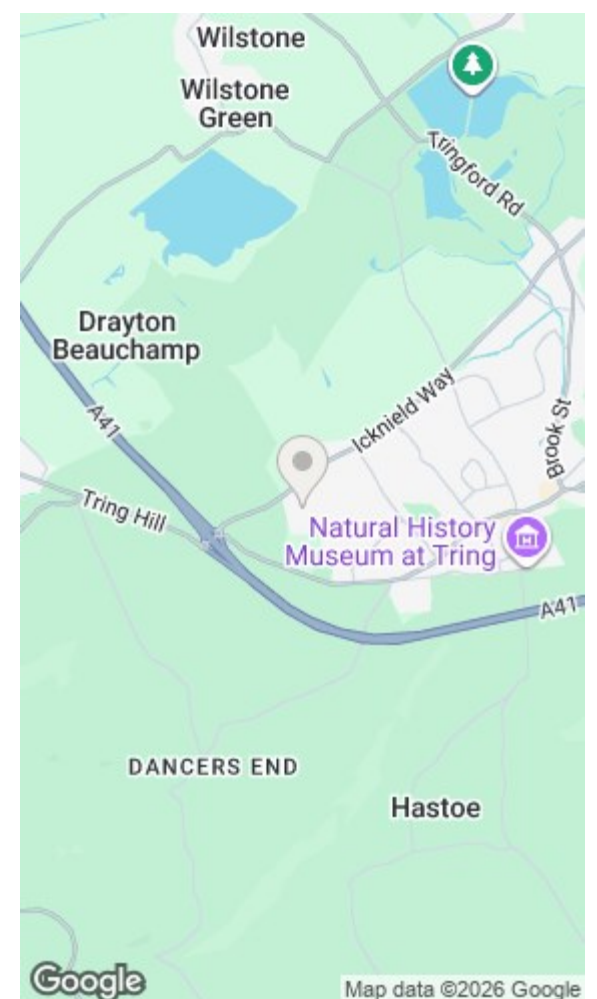 Wilstone
Wilstone
Green
Tringford Rd
Drayton
Beauchamp
Icknield Way
A41
Brook St
Tring Hill
Natural History
Museum at Tring
A41
DANCERS END
Hastoe
Google
Map data ©2026 Google